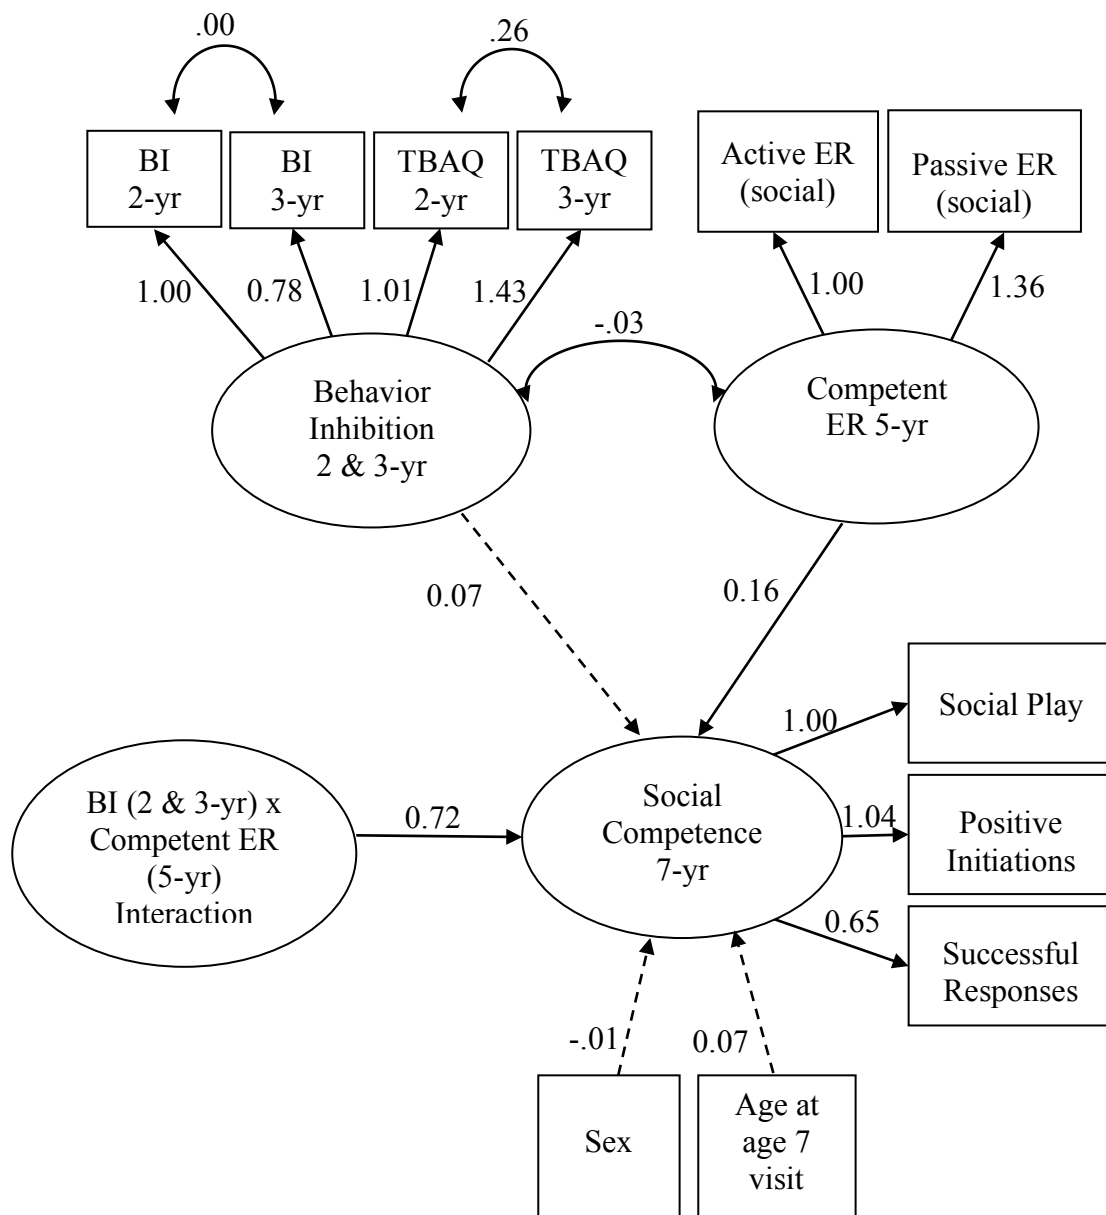 .00
.26
BI
2-yr
BI
3-yr
TBAQ
2-yr
TBAQ
3-yr
Active ER
(social)
Passive ER
(social)
1.00
0.78
1.01
1.43
1.00
1.36
-.03
Behavior
Inhibition
2 & 3-yr
Competent
ER 5-yr
0.07
0.16
BI (2 & 3-yr) x
Competent ER
(5-yr)
Interaction
0.72
Social
Competence
7-yr
1.00
Social Play
1.04
Positive
Initiations
0.65
Successful
Responses
-.01
0.07
Sex
Age at
age 7
visit